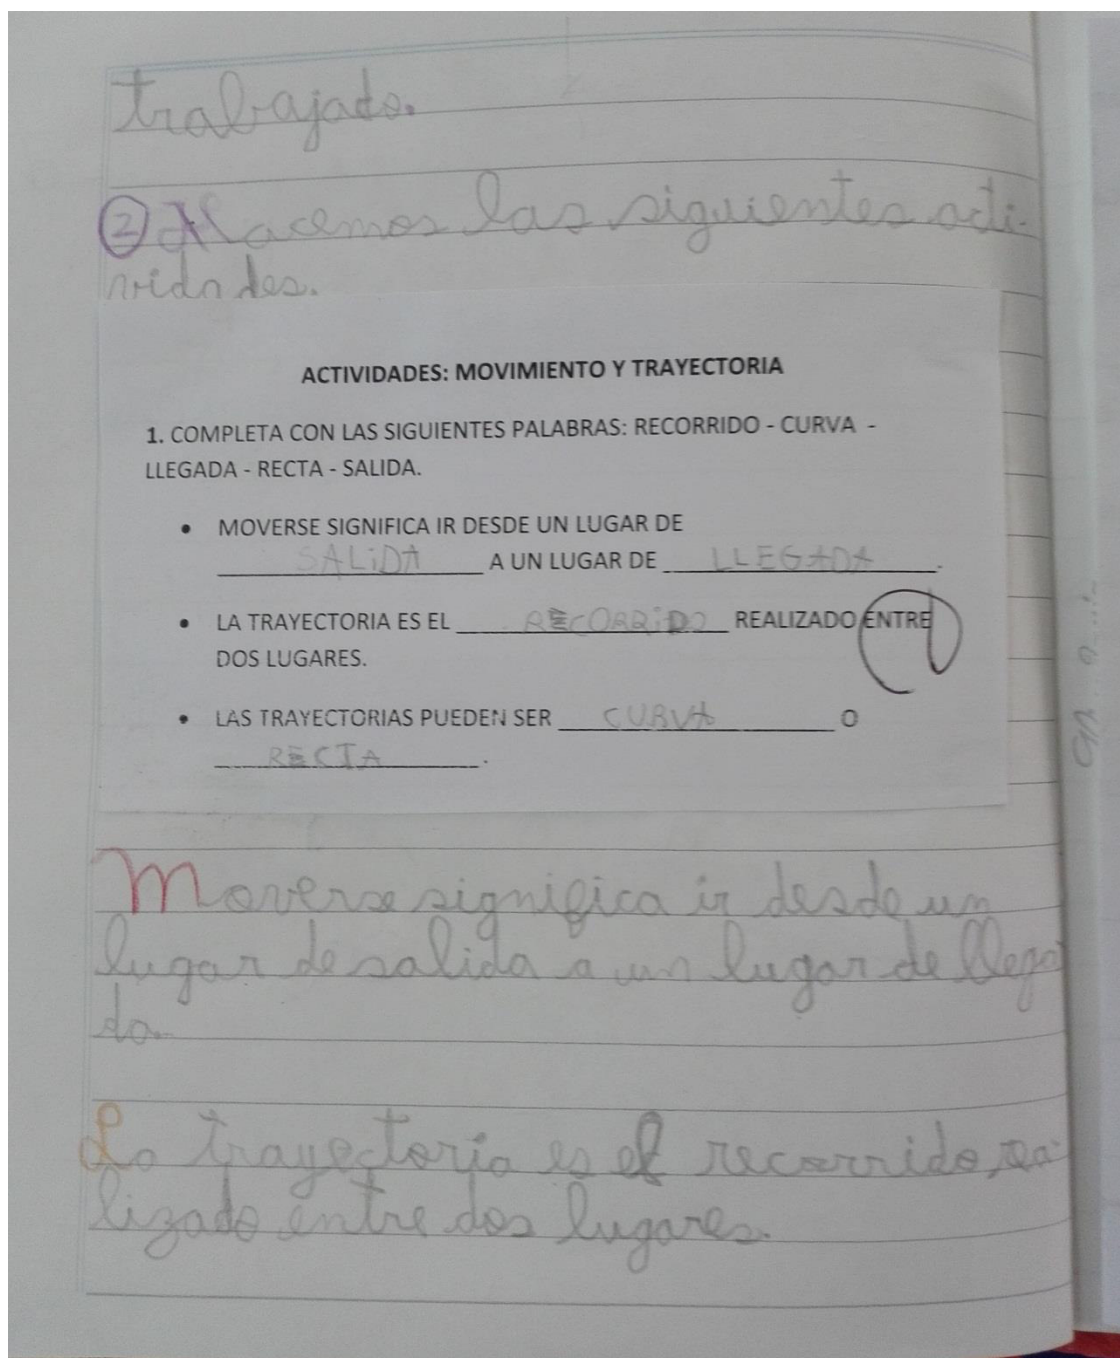 trabajado.
② Hacemos las siguientes acti-
vidades.
ACTIVIDADES: MOVIMIENTO Y TRAYECTORIA
1. COMPLETA CON LAS SIGUIENTES PALABRAS: RECORRIDO - CURVA -
LLEGADA - RECTA - SALIDA.
• MOVERSE SIGNIFICA IR DESDE UN LUGAR DE
SALIDA A UN LUGAR DE LLEGADA.
• LA TRAYECTORIA ES EL RECORRIDO REALIZADO ENTRE
DOS LUGARES.
• LAS TRAYECTORIAS PUEDEN SER CURVA O
RECTA.
Moverse significa ir desde un
lugar de salida a un lugar de llega
da.
La trayectoria es el recorrido rea-
lizado entre dos lugares.